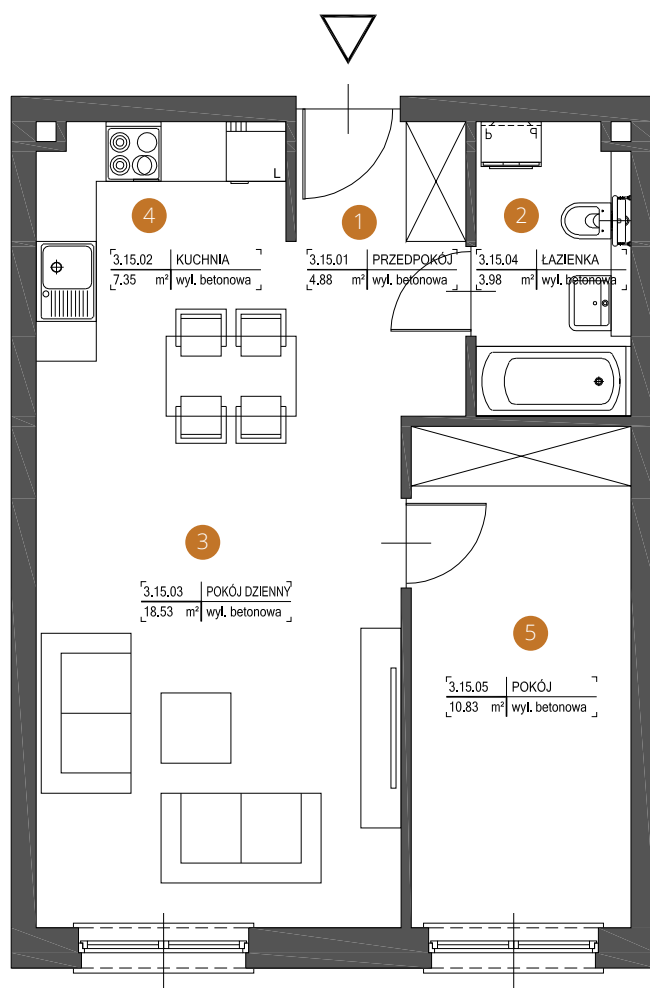 L
p d
4
1
2
3.15.02 KUCHNIA
7.35 m² wyl. betonowa
3.15.01 PRZEDPOKÓJ
4.88 m² wyl. betonowa
3.15.04 ŁAZIENKA
3.98 m² wyl. betonowa
3
3.15.03 POKÓJ DZIENNY
18.53 m² wyl. betonowa
5
3.15.05 POKÓJ
10.83 m² wyl. betonowa